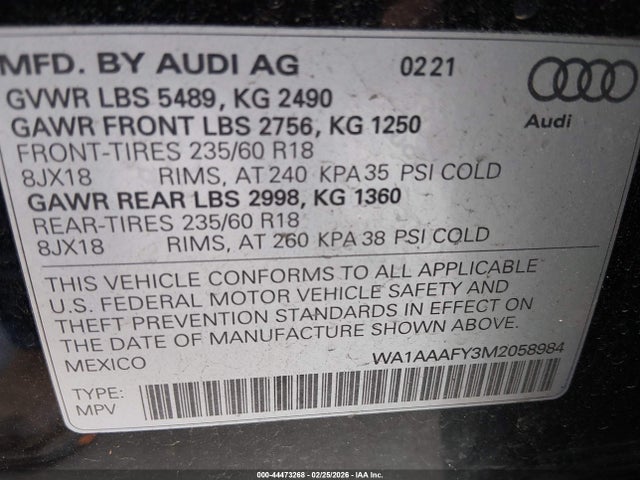 MFD. BY AUDI AG 0221
GVWR LBS 5489, KG 2490
GAWR FRONT LBS 2756, KG 1250
Audi
FRONT-TIRES 235/60 R18
8JX18 RIMS, AT 240 KPA 35 PSI COLD
GAWR REAR LBS 2998, KG 1360
REAR-TIRES 235/60 R18
8JX18 RIMS, AT 260 KPA 38 PSI COLD
THIS VEHICLE CONFORMS TO ALL APPLICABLE
U.S. FEDERAL MOTOR VEHICLE SAFETY AND
THEFT PREVENTION STANDARDS IN EFFECT ON
THE DATE OF MANUFACTURE SHOWN ABOVE.
MEXICO WA1AAAFY3M2058984
TYPE:
MPV
000-44473268 - 02/25/2026 - IAA Inc.